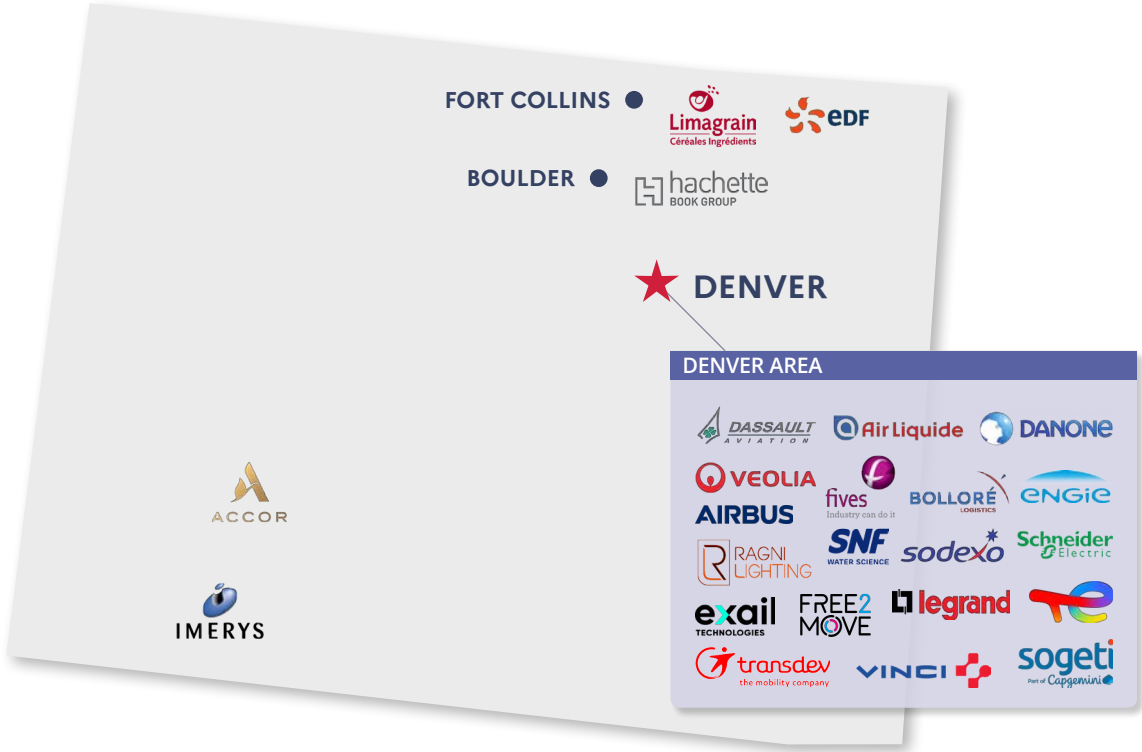 FORT COLLINS
Limagrain
Céréales Ingrédients
eDF
BOULDER
hachette
BOOK GROUP
DENVER
DENVER AREA
DASSAULT
AVIATION
Air Liquide
DANONE
VEOLIA
fives
Industry can do it
BOLLORÉ
LOGISTICS
ENGIE
AIRBUS
RAGNI
LIGHTING
SNF
WATER SCIENCE
sodexo
Schneider
Electric
exail
TECHNOLOGIES
FREE2
MOVE
legrand
transdev
the mobility company
VINCI
sogeti
Part of Capgemini
ACCOR
IMERYS